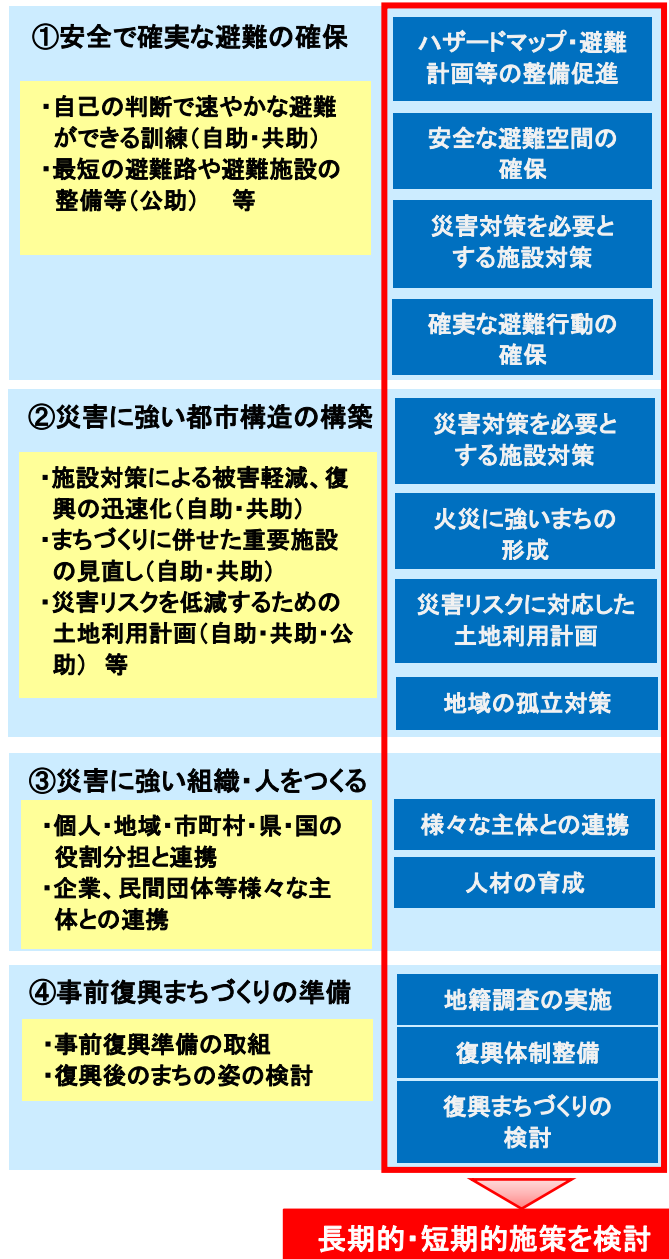 ①安全で確実な避難の確保
・自己の判断で速やかな避難
ができる訓練(自助・共助)
・最短の避難路や避難施設の
整備等(公助)　等
ハザードマップ・避難
計画等の整備促進
安全な避難空間の
確保
災害対策を必要と
する施設対策
確実な避難行動の
確保
②災害に強い都市構造の構築
・施設対策による被害軽減、復
興の迅速化(自助・共助)
・まちづくりに併せた重要施設
の見直し(自助・共助)
・災害リスクを低減するための
土地利用計画(自助・共助・公
助)　等
災害対策を必要と
する施設対策
火災に強いまちの
形成
災害リスクに対応した
土地利用計画
地域の孤立対策
③災害に強い組織・人をつくる
・個人・地域・市町村・県・国の
役割分担と連携
・企業、民間団体等様々な主
体との連携
様々な主体との連携
人材の育成
④事前復興まちづくりの準備
・事前復興準備の取組
・復興後のまちの姿の検討
地籍調査の実施
復興体制整備
復興まちづくりの
検討
長期的・短期的施策を検討